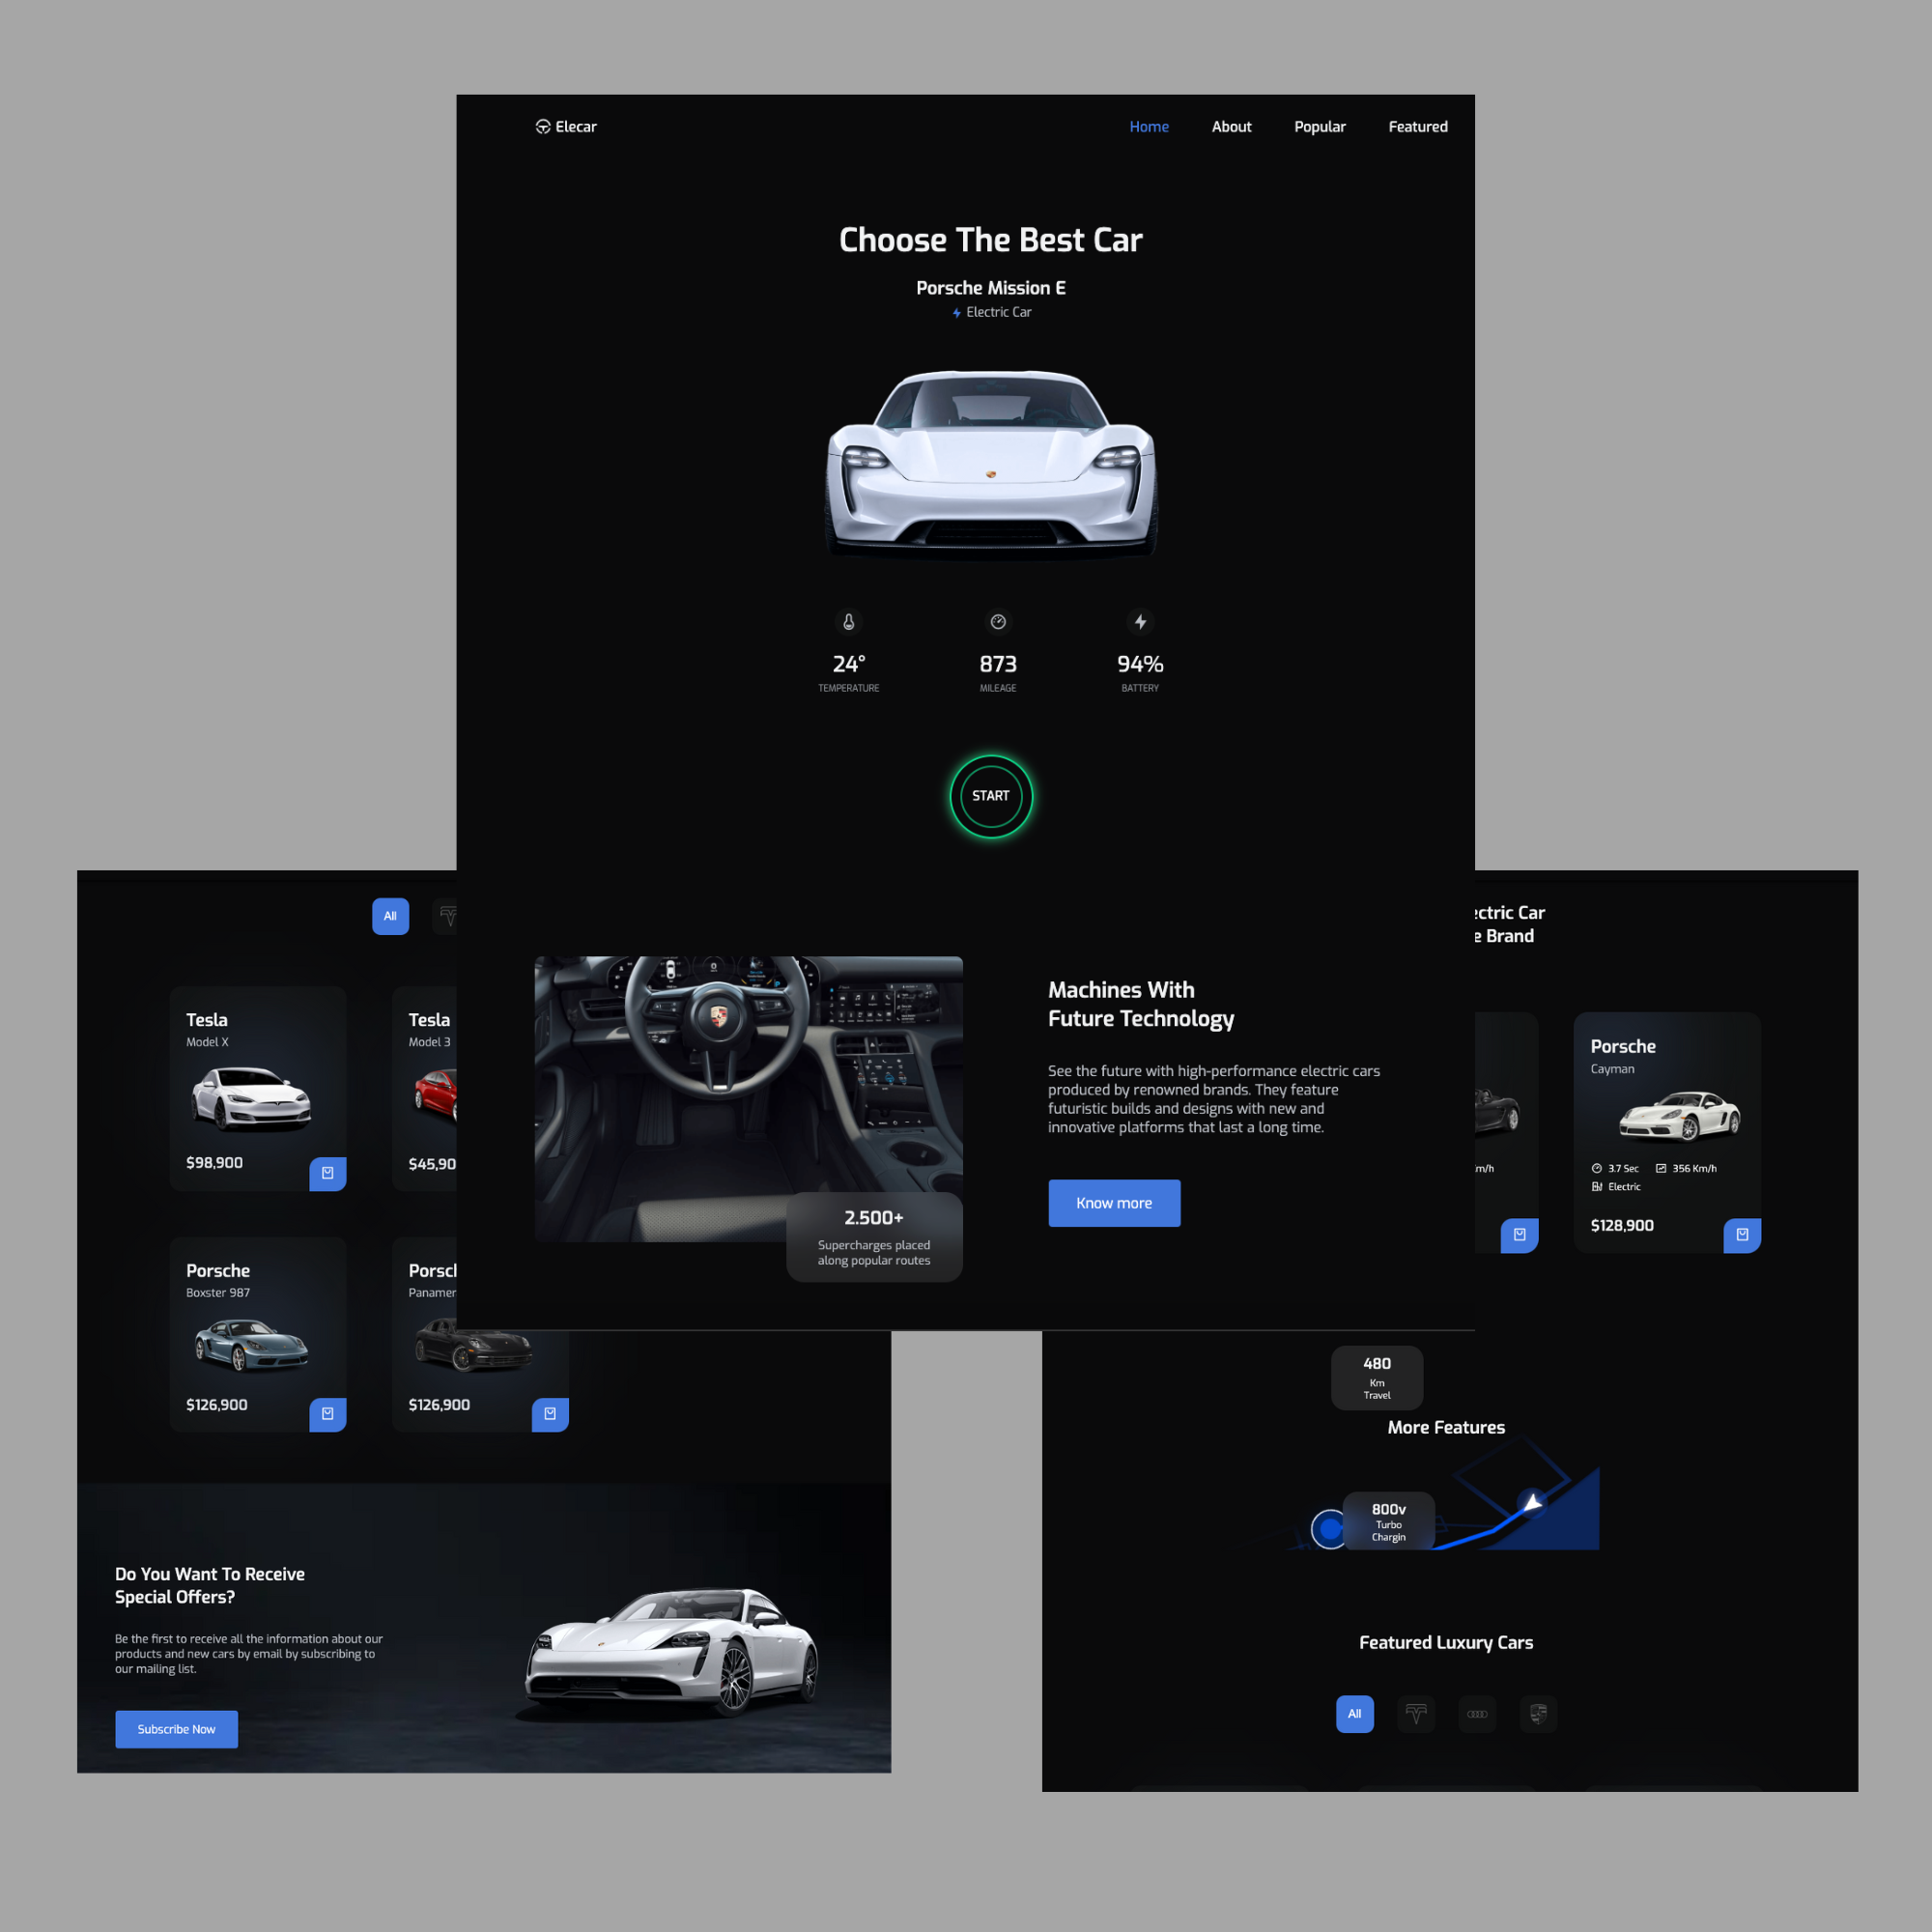 Elecar
Home About Popular Featured
Choose The Best Car
Porsche Mission E
Electric Car
24° 873 94%
TEMPERATURE MILEAGE BATTERY
START
Machines With
Future Technology
See the future with high-performance electric cars
produced by renowned brands. They feature
futuristic builds and designs with new and
innovative platforms that last a long time.
Know more
2.500+
Supercharges placed
along popular routes
All
Tesla
Model X
$98,900
Tesla
Model 3
$45,90
Porsche
Boxster 987
$126,900
Porsch
Panamer
$126,900
Do You Want To Receive
Special Offers?
Be the first to receive all the information about our
products and new cars by email by subscribing to
our mailing list.
Subscribe Now
ectric Car
e Brand
m/h
Porsche
Cayman
3.7 Sec 356 Km/h
Electric
$128,900
480
Km
Travel
More Features
800v
Turbo
Chargin
Featured Luxury Cars
All